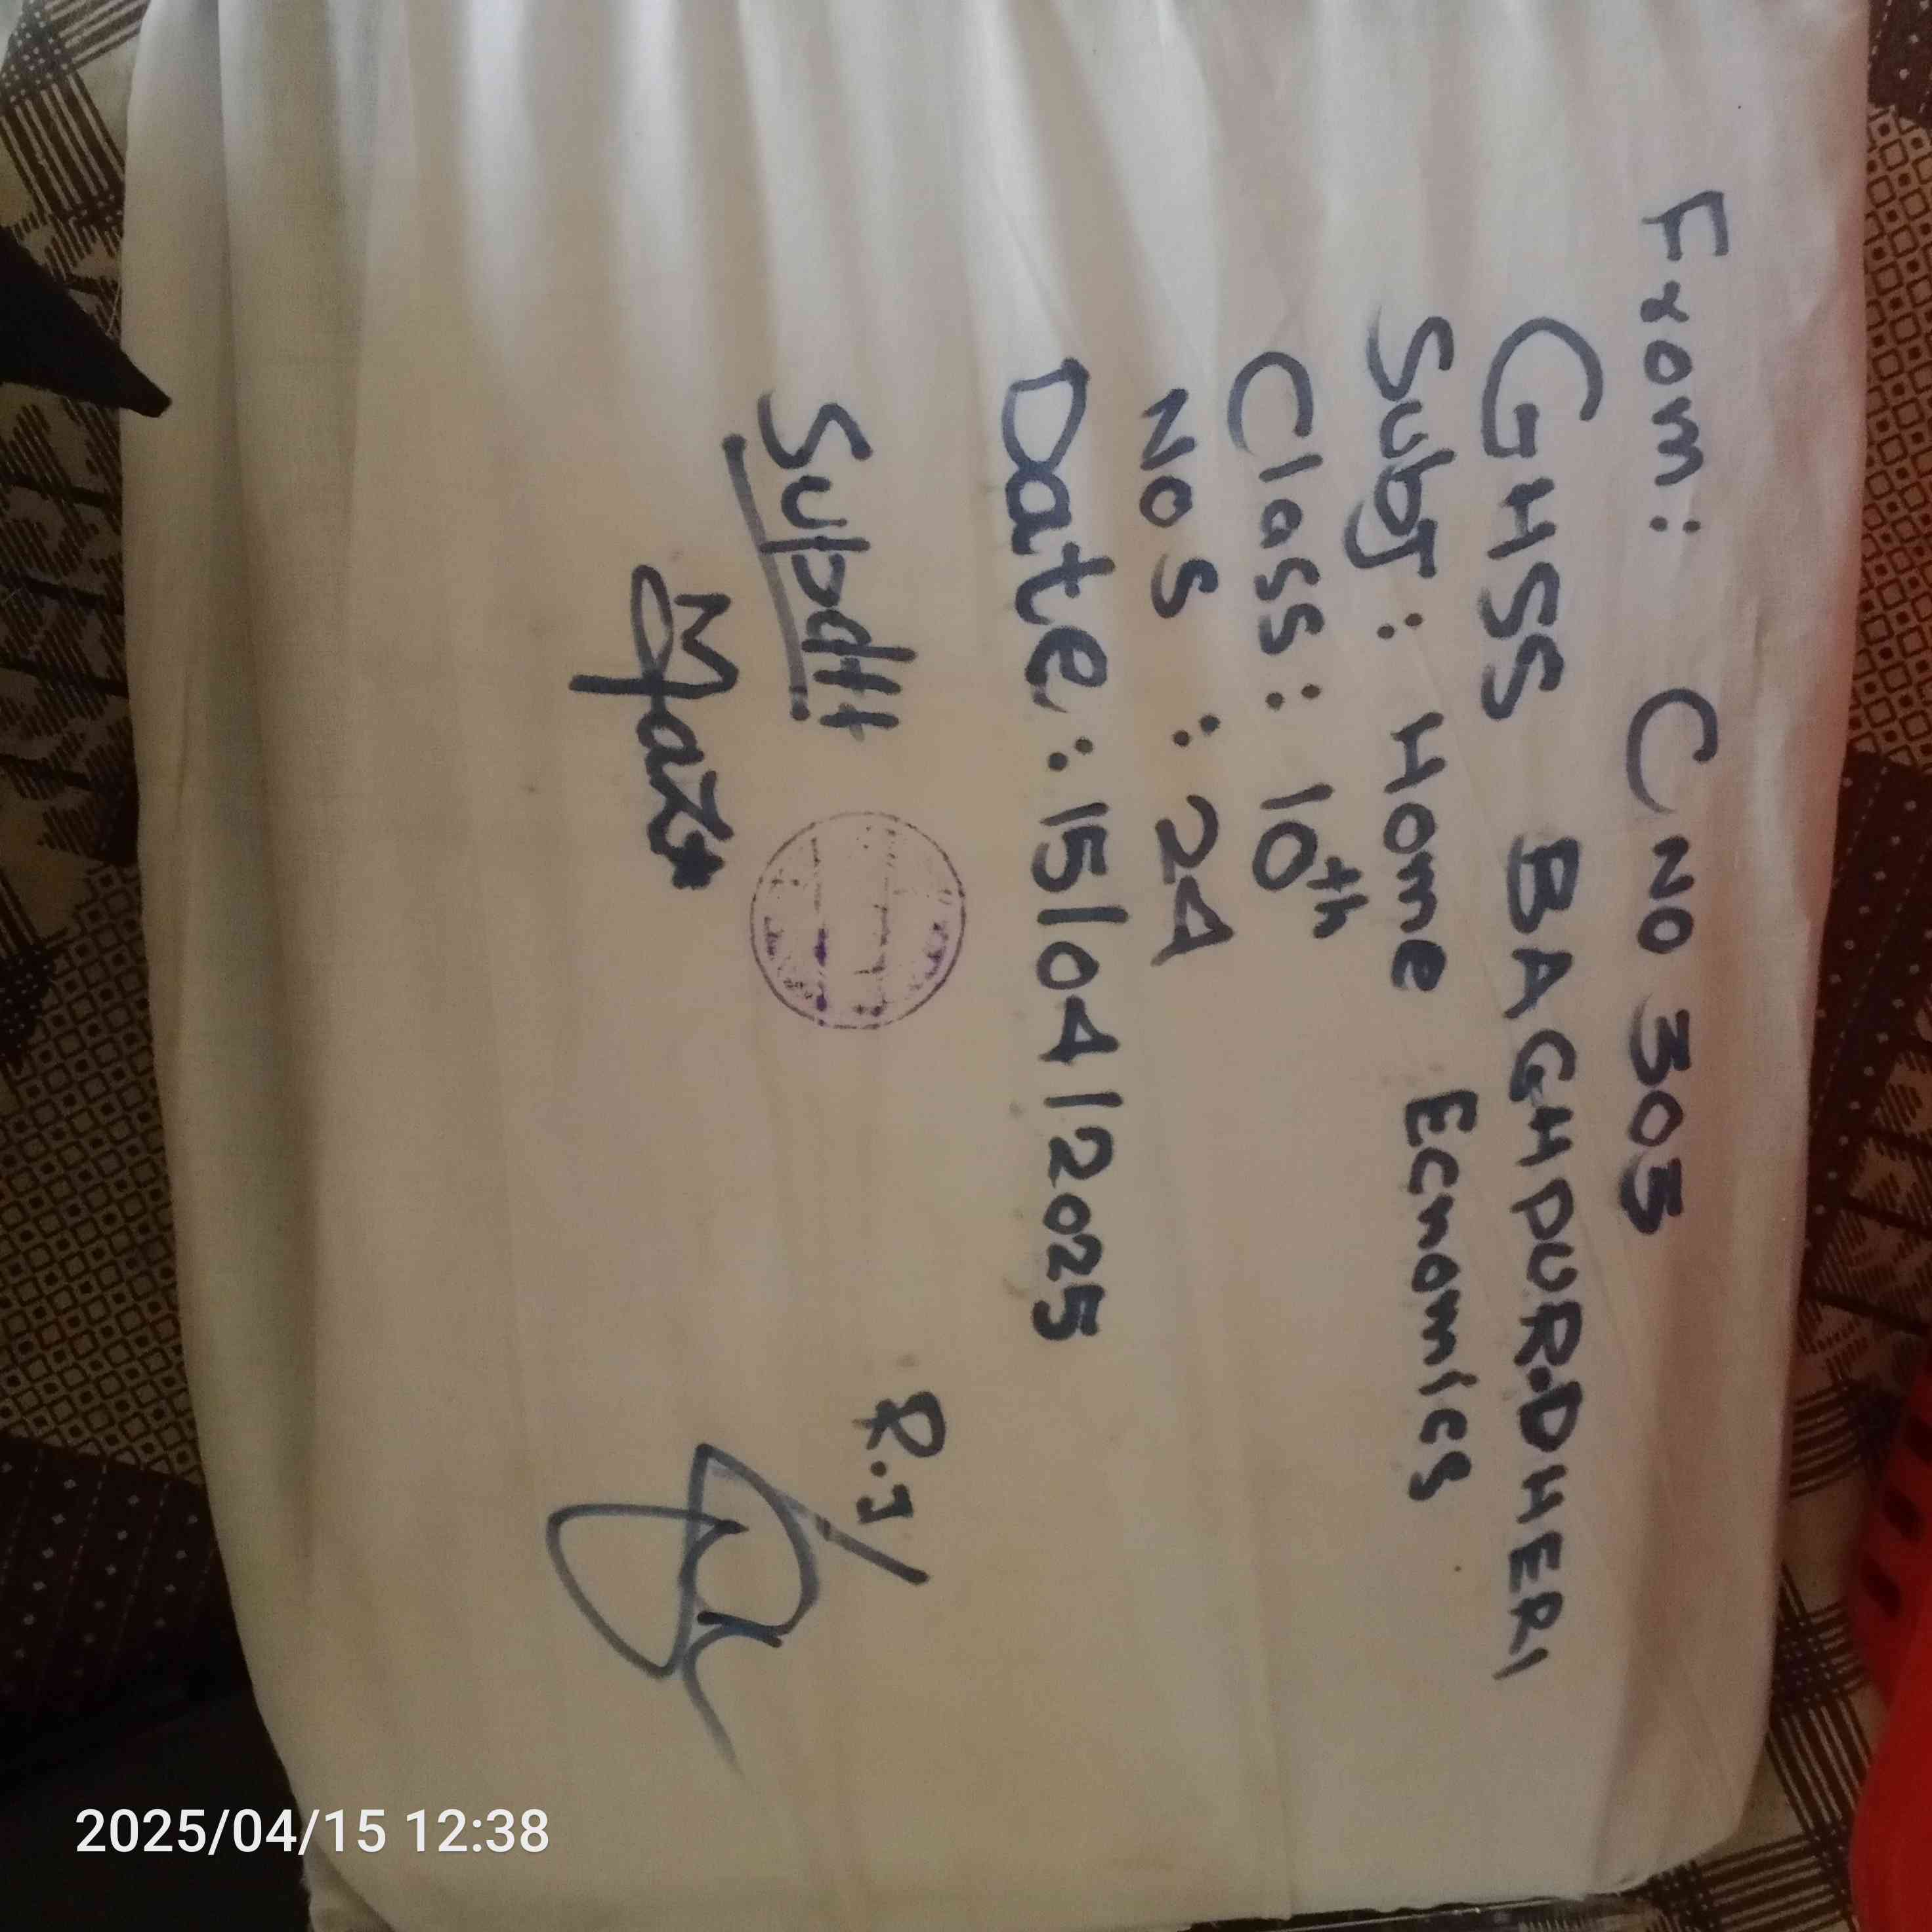 From: C NO 305
GHSS BAGHPUR.DHERI
Subj: Home Ecnomics
Class: 10th
NOS: 24
Date: 15/04/2025
Supdtt
R.I
2025/04/15 12:38